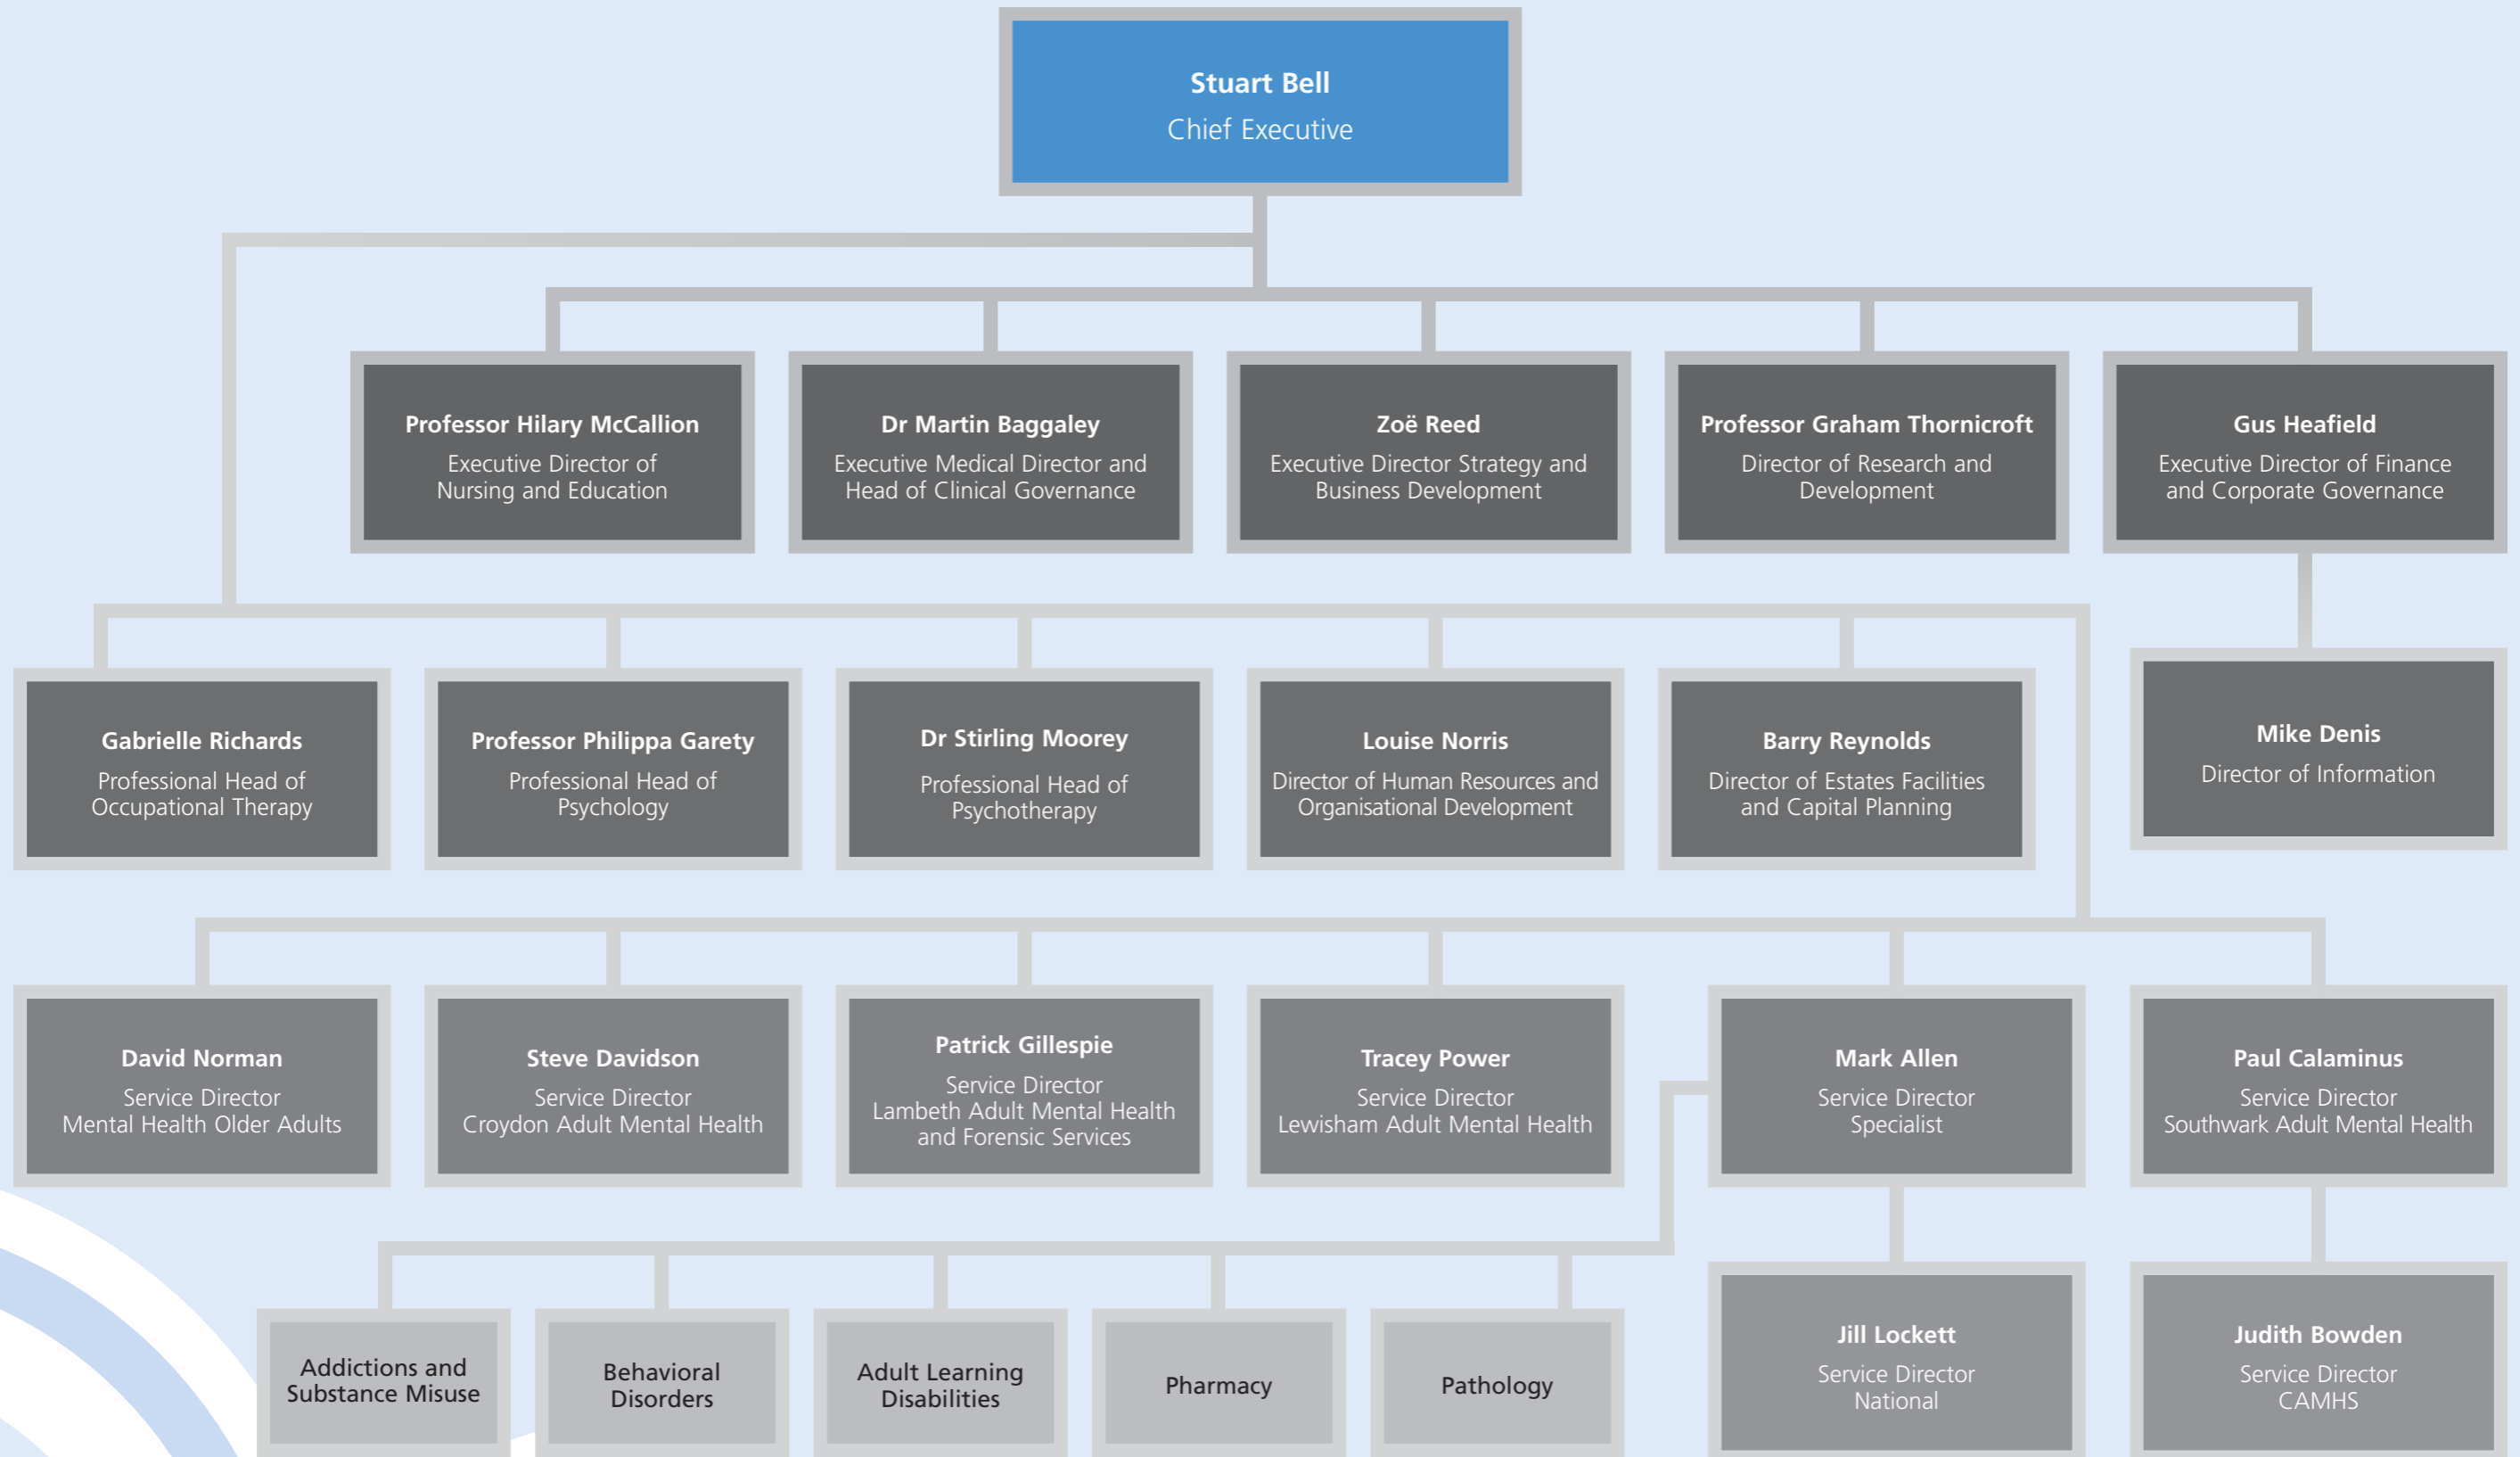 Stuart Bell
Chief Executive
Professor Hilary McCallion
Executive Director of
Nursing and Education
Dr Martin Baggaley
Executive Medical Director and
Head of Clinical Governance
Zoë Reed
Executive Director Strategy and
Business Development
Professor Graham Thornicroft
Director of Research and
Development
Gus Heafield
Executive Director of Finance
and Corporate Governance
Gabrielle Richards
Professional Head of
Occupational Therapy
Professor Philippa Garety
Professional Head of
Psychology
Dr Stirling Moorey
Professional Head of
Psychotherapy
Louise Norris
Director of Human Resources and
Organisational Development
Barry Reynolds
Director of Estates Facilities
and Capital Planning
Mike Denis
Director of Information
David Norman
Service Director
Mental Health Older Adults
Steve Davidson
Service Director
Croydon Adult Mental Health
Patrick Gillespie
Service Director
Lambeth Adult Mental Health
and Forensic Services
Tracey Power
Service Director
Lewisham Adult Mental Health
Mark Allen
Service Director
Specialist
Paul Calaminus
Service Director
Southwark Adult Mental Health
Addictions and
Substance Misuse
Behavioral
Disorders
Adult Learning
Disabilities
Pharmacy
Pathology
Jill Lockett
Service Director
National
Judith Bowden
Service Director
CAMHS